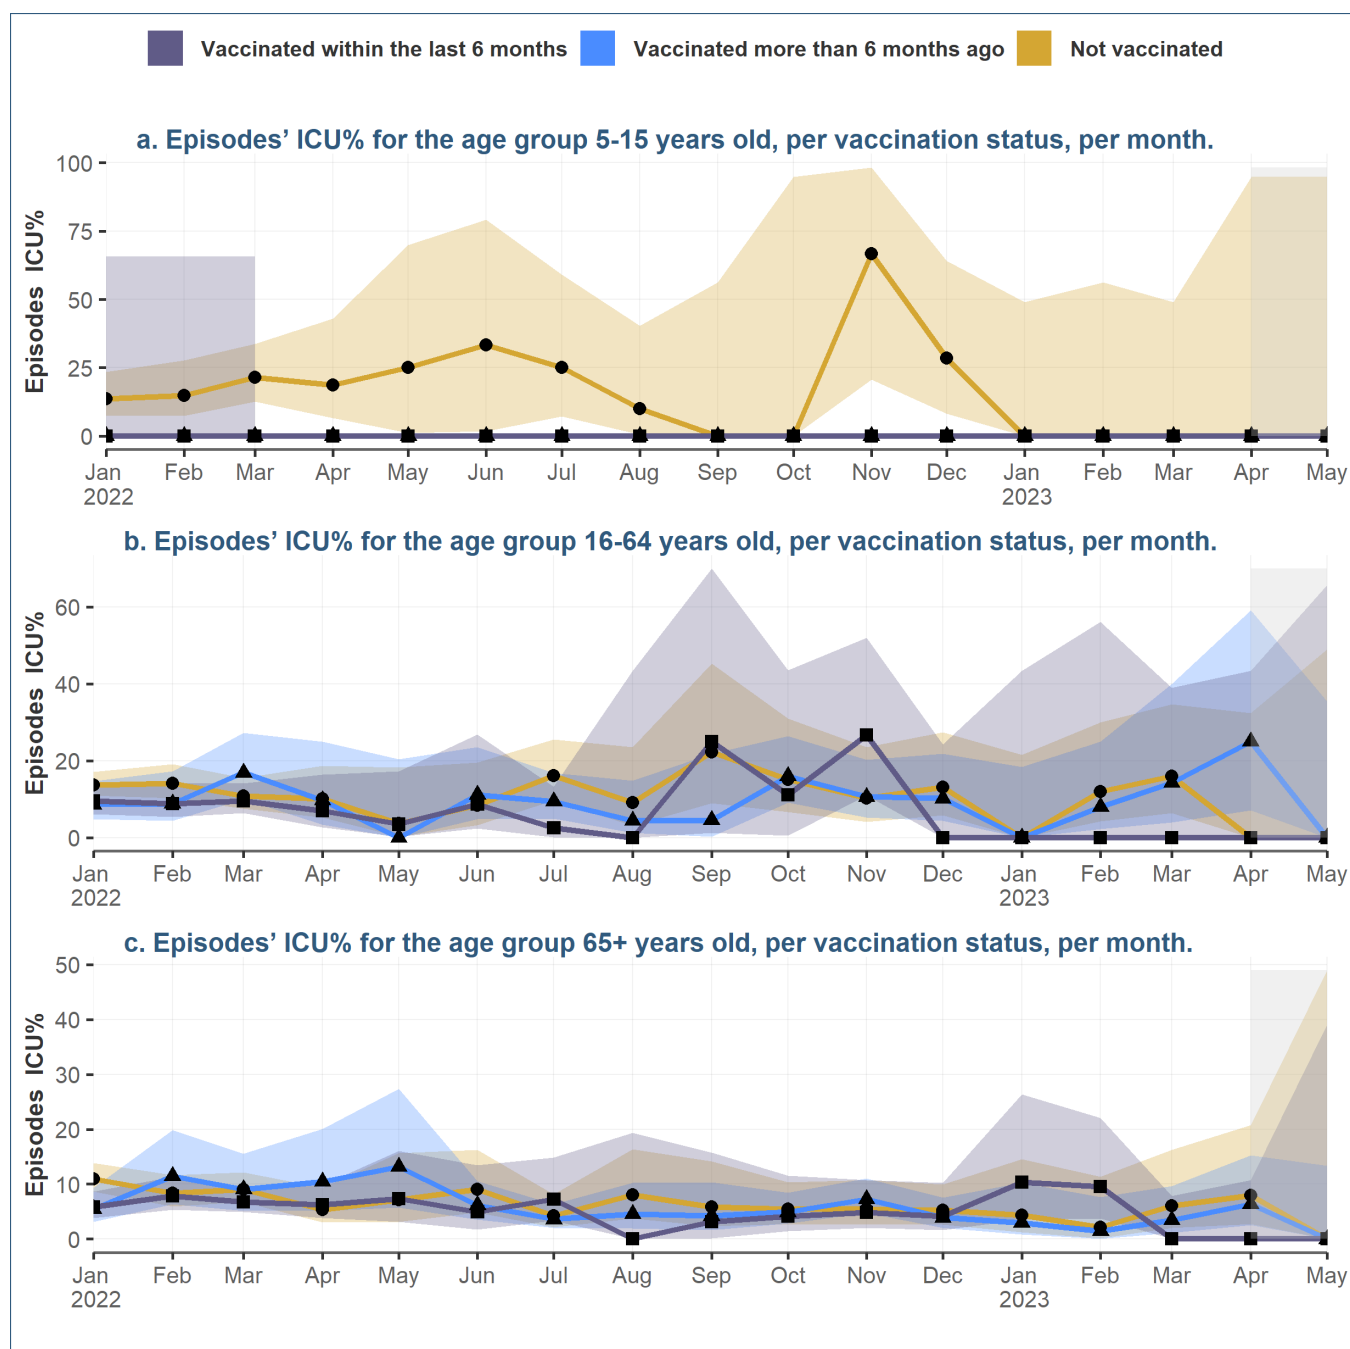 Vaccinated within the last 6 months Vaccinated more than 6 months ago Not vaccinated
a. Episodes’ ICU% for the age group 5-15 years old, per vaccination status, per month.
Episodes ICU%
100
75
50
25
0
Jan Feb Mar Apr May Jun Jul Aug Sep Oct Nov Dec Jan Feb Mar Apr May
2022 2023
b. Episodes’ ICU% for the age group 16-64 years old, per vaccination status, per month.
Episodes ICU%
60
40
20
0
Jan Feb Mar Apr May Jun Jul Aug Sep Oct Nov Dec Jan Feb Mar Apr May
2022 2023
c. Episodes’ ICU% for the age group 65+ years old, per vaccination status, per month.
Episodes ICU%
50
40
30
20
10
0
Jan Feb Mar Apr May Jun Jul Aug Sep Oct Nov Dec Jan Feb Mar Apr May
2022 2023